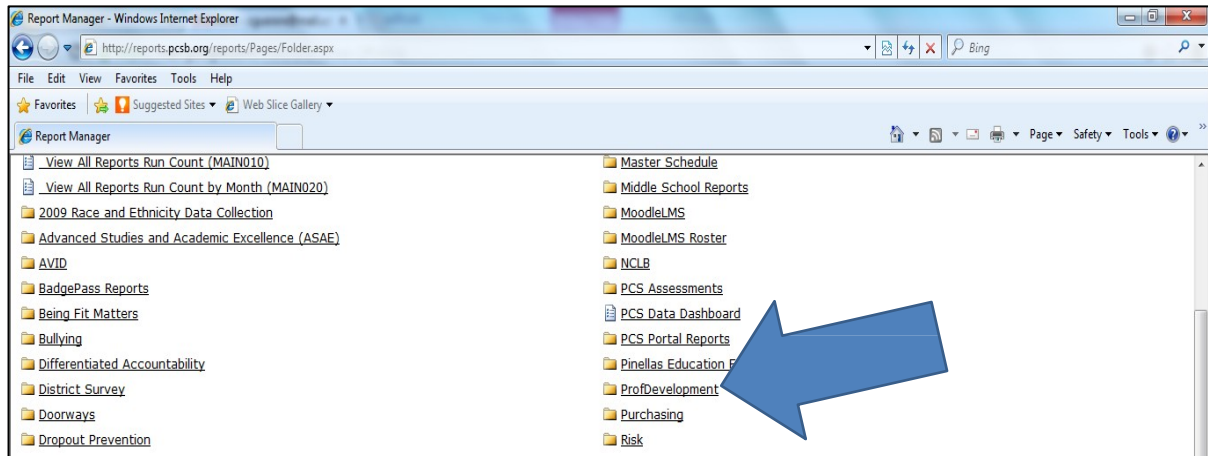 Report Manager - Windows Internet Explorer
http://reports.pcsb.org/reports/Pages/Folder.aspx
Bing
File Edit View Favorites Tools Help
Favorites Suggested Sites Web Slice Gallery
Report Manager
Page Safety Tools
_View All Reports Run Count (MAIN010)
_View All Reports Run Count by Month (MAIN020)
2009 Race and Ethnicity Data Collection
Advanced Studies and Academic Excellence (ASAE)
AVID
BadgePass Reports
Being Fit Matters
Bullying
Differentiated Accountability
District Survey
Doorways
Dropout Prevention
Master Schedule
Middle School Reports
MoodleLMS
MoodleLMS Roster
NCLB
PCS Assessments
PCS Data Dashboard
PCS Portal Reports
Pinellas Education
ProfDevelopment
Purchasing
Risk